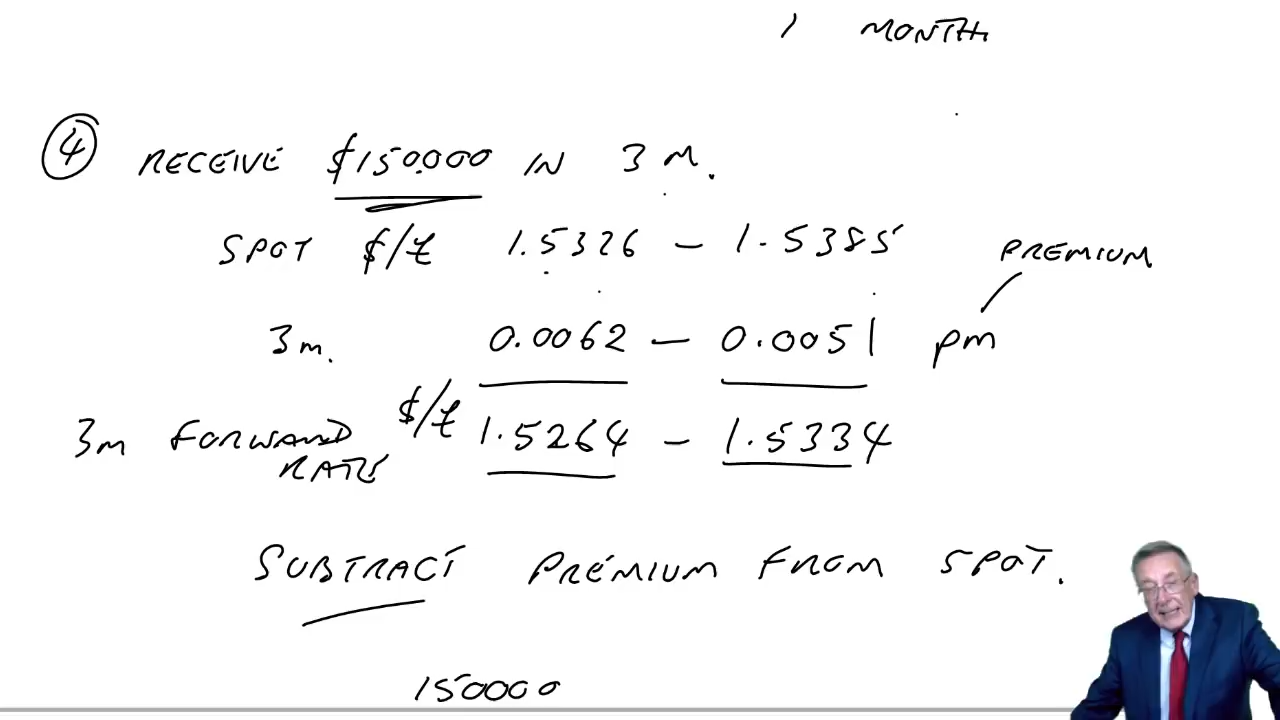 1 MONTH
④ RECEIVE $150000 IN 3 M.
SPOT $/£ 1.5326 – 1.5385
PREMIUM
3m. 0.0062 – 0.0051 pm
3m FORWARD RATE $/£ 1.5264 – 1.5334
SUBTRACT PREMIUM FROM SPOT.
150000